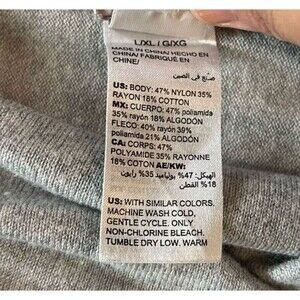 L/XL / G/XG
MADE IN CHINA/ HECHO EN
CHINA/ FABRIQUÉ EN
CHINE/
صنع في الصين
US: BODY: 47% NYLON 35%
RAYON 18% COTTON
MX: CUERPO: 47% poliamida
35% rayón 18% ALGODÓN
FLECO: 40% rayón 39%
poliamida 21% ALGODÓN
CA: CORPS: 47%
POLYAMIDE 35% RAYONNE
18% COTON AE/KW:
الهيكل: 47% بولياميد 35% رايون
18% القطن
US: WITH SIMILAR COLORS.
MACHINE WASH COLD,
GENTLE CYCLE. ONLY
NON-CHLORINE BLEACH.
TUMBLE DRY LOW. WARM